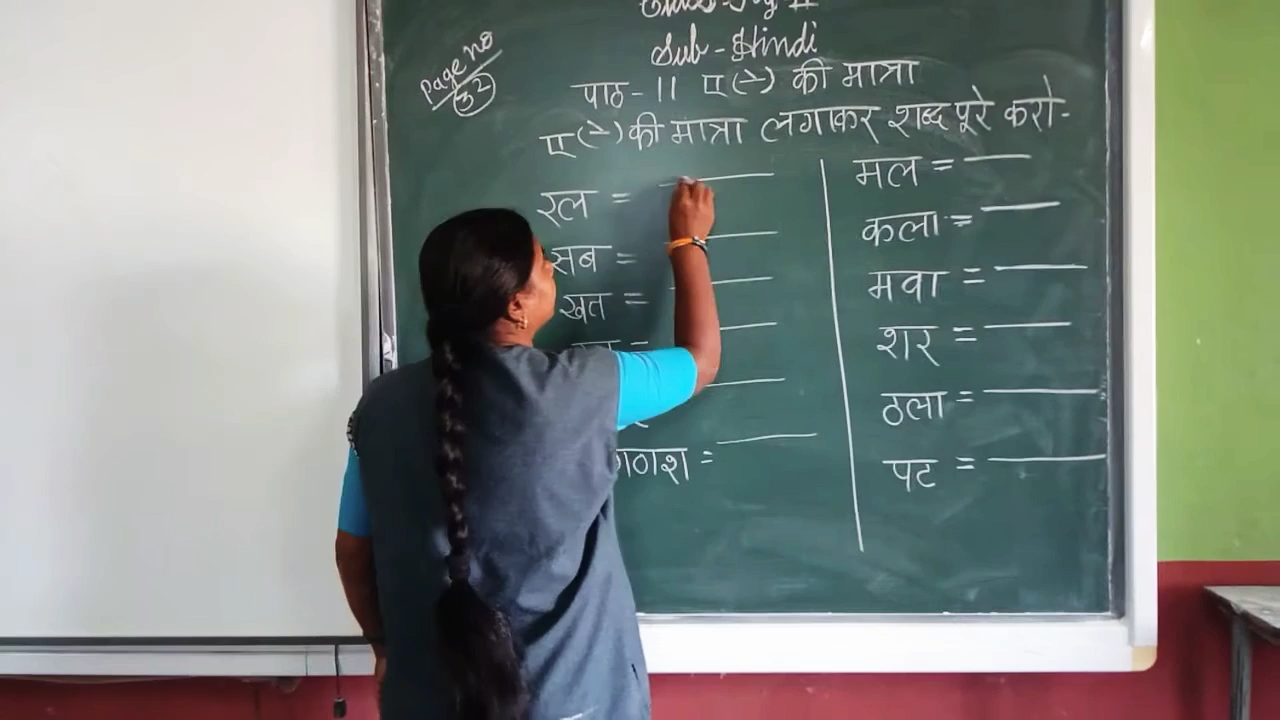 Sub - Hindi
Page no
32
पाठ - 11 ए (े) की मात्रा
ए (े) की मात्रा लगाकर शब्द पूरे करो-
रल =
सब =
खत =
गणश =
मल =
कला =
मवा =
शर =
ठला =
पट =